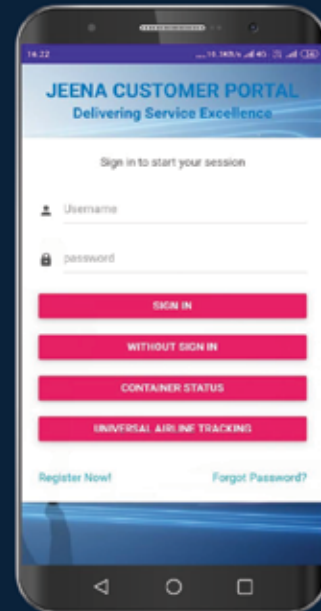 16:22
JEENA CUSTOMER PORTAL
Delivering Service Excellence
Sign in to start your session
Username
password
SIGN IN
WITHOUT SIGN IN
CONTAINER STATUS
UNIVERSAL AIRLINE TRACKING
Register Now!
Forgot Password?